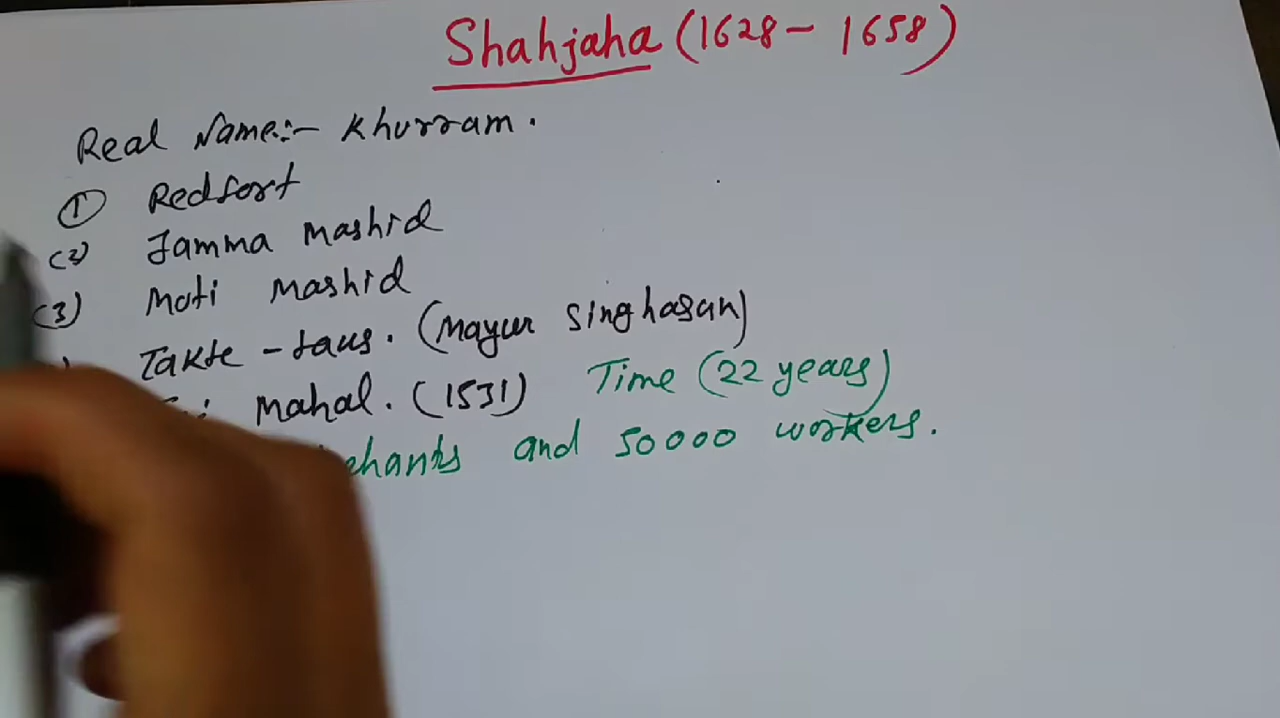 Shahjaha (1628 - 1658)
Real Name:- Khurram.
① Redfort
(2) Jamma Mashid
(3) Moti Mashid
Takte - taus. (Mayur Singhasan)
Mahal. (1531) Time (22 years)
and 50000 workers.